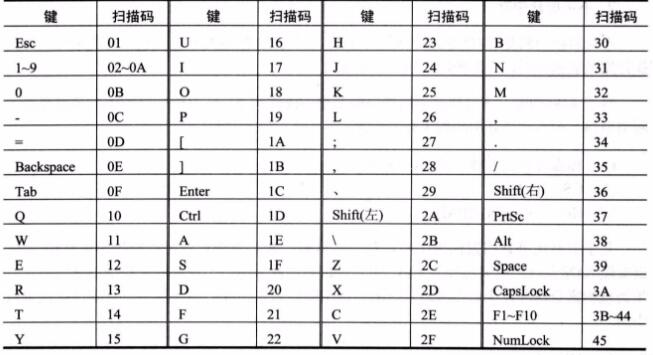 键 扫描码 键 扫描码 键 扫描码 键 扫描码
Esc 01 U 16 H 23 B 30
1~9 02~0A I 17 J 24 N 31
0 0B O 18 K 25 M 32
- 0C P 19 L 26 , 33
= 0D [ 1A ; 27 . 34
Backspace 0E ] 1B , 28 / 35
Tab 0F Enter 1C 、 29 Shift(右) 36
Q 10 Ctrl 1D Shift(左) 2A PrtSc 37
W 11 A 1E \ 2B Alt 38
E 12 S 1F Z 2C Space 39
R 13 D 20 X 2D CapsLock 3A
T 14 F 21 C 2E F1~F10 3B~44
Y 15 G 22 V 2F NumLock 45